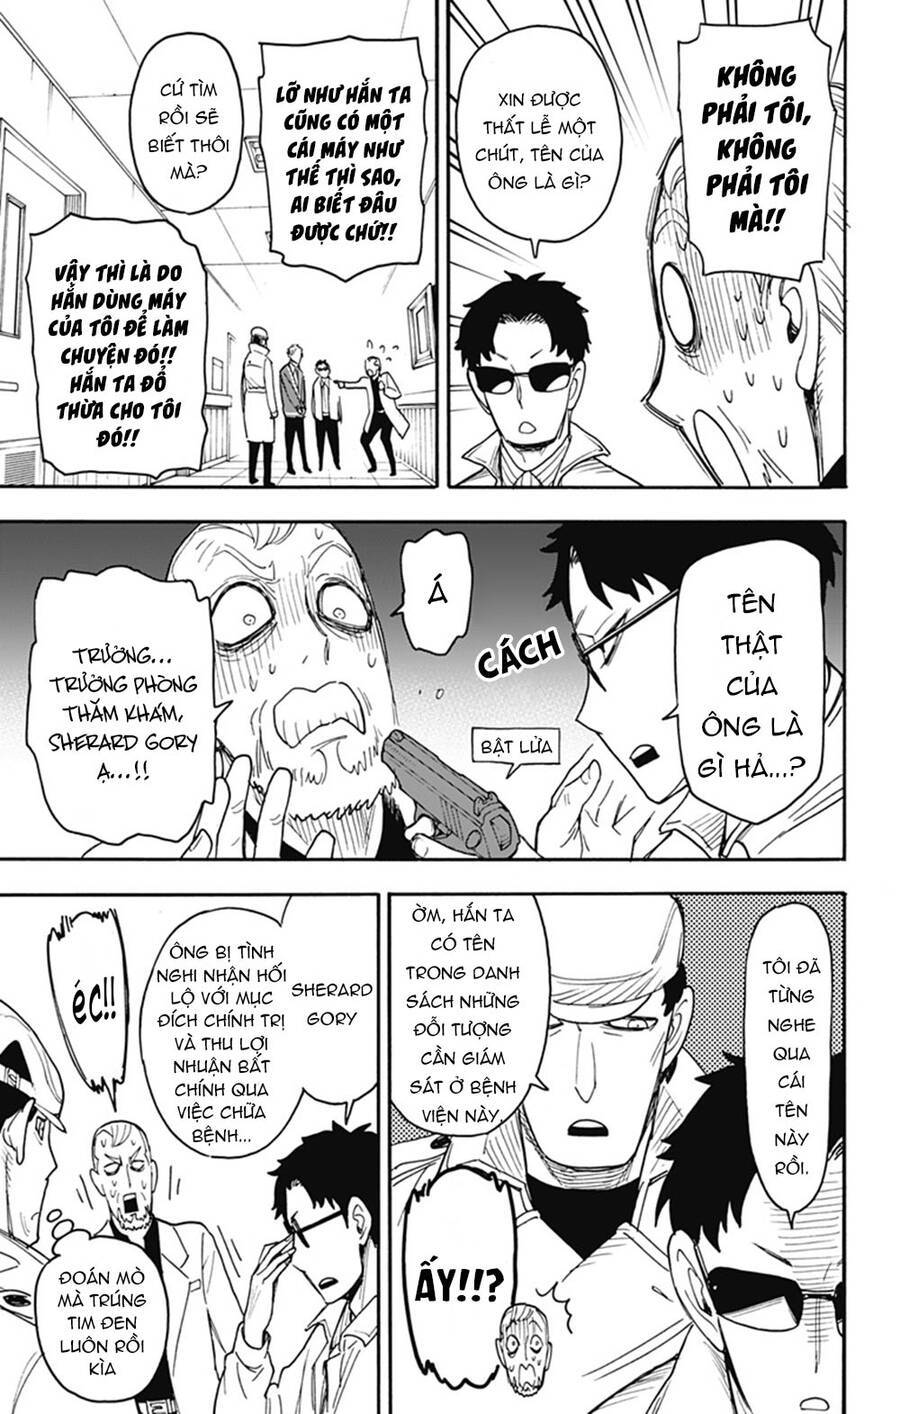 KHÔNG
PHẢI TÔI,
KHÔNG
PHẢI TÔI
MÀ!!
XIN ĐƯỢC
THẤT LỄ MỘT
CHÚT, TÊN CỦA
ÔNG LÀ GÌ?
LỠ NHƯ HẮN TA
CŨNG CÓ MỘT
CÁI MÁY NHƯ
THẾ THÌ SAO,
AI BIẾT ĐÂU
ĐƯỢC CHỨ?!
CỨ TÌM
RỒI SẼ
BIẾT THÔI
MÀ?
VẬY THÌ LÀ DO
HẮN DÙNG MÁY
CỦA TÔI ĐỂ LÀM
CHUYỆN ĐÓ!!
HẮN TA ĐỔ
THỪA CHO TÔI
ĐÓ!!
TÊN
THẬT
CỦA
ÔNG LÀ
GÌ HẢ...?
CÁCH
BẬT LỬA
Á
TRƯỞNG...
TRƯỞNG PHÒNG
THĂM KHÁM,
SHERARD GORY
Ạ...!!
TÔI ĐÃ
TỪNG
NGHE
QUA
CÁI
TÊN
NÀY
RỒI.
ỜM, HẮN TA
CÓ TÊN
TRONG DANH
SÁCH NHỮNG
ĐỐI TƯỢNG
CẦN GIÁM
SÁT Ở BỆNH
VIỆN NÀY.
ẤY!!?
SHERARD
GORY
ÔNG BỊ TÌNH
NGHI NHẬN HỐI
LỘ VỚI MỤC
ĐÍCH CHÍNH TRỊ
VÀ THU LỢI
NHUẬN BẤT
CHÍNH QUA
VIỆC CHỮA
BỆNH...
ÉC!!
ĐOÁN MÒ
MÀ TRÚNG
TIM ĐEN
LUÔN RỒI
KÌA